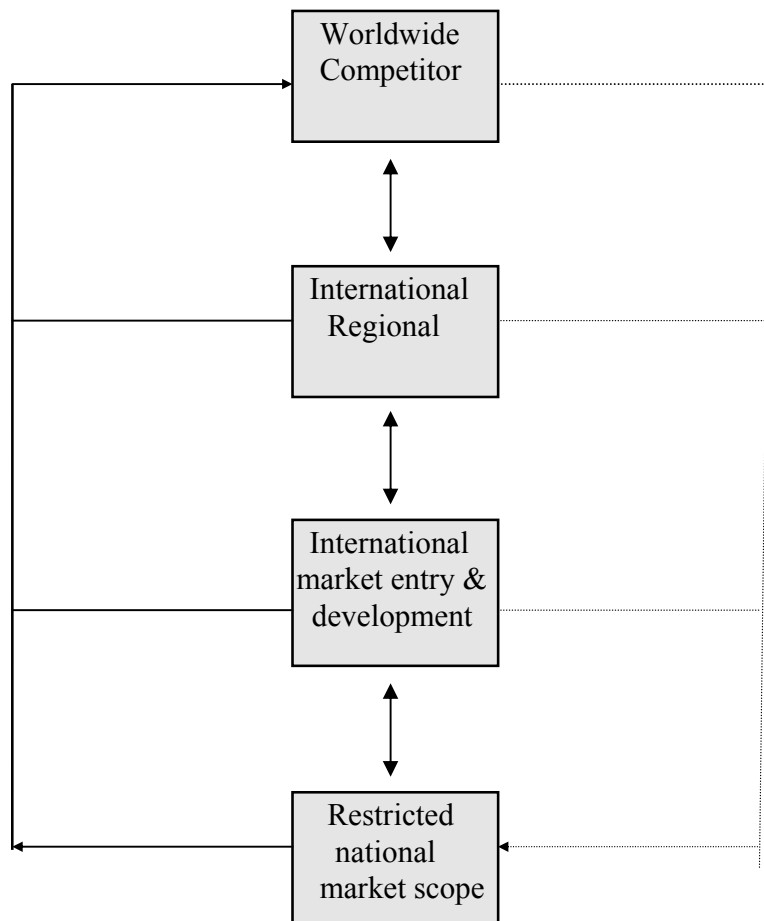 Worldwide
Competitor
International
Regional
International
market entry &
development
Restricted
national
market scope